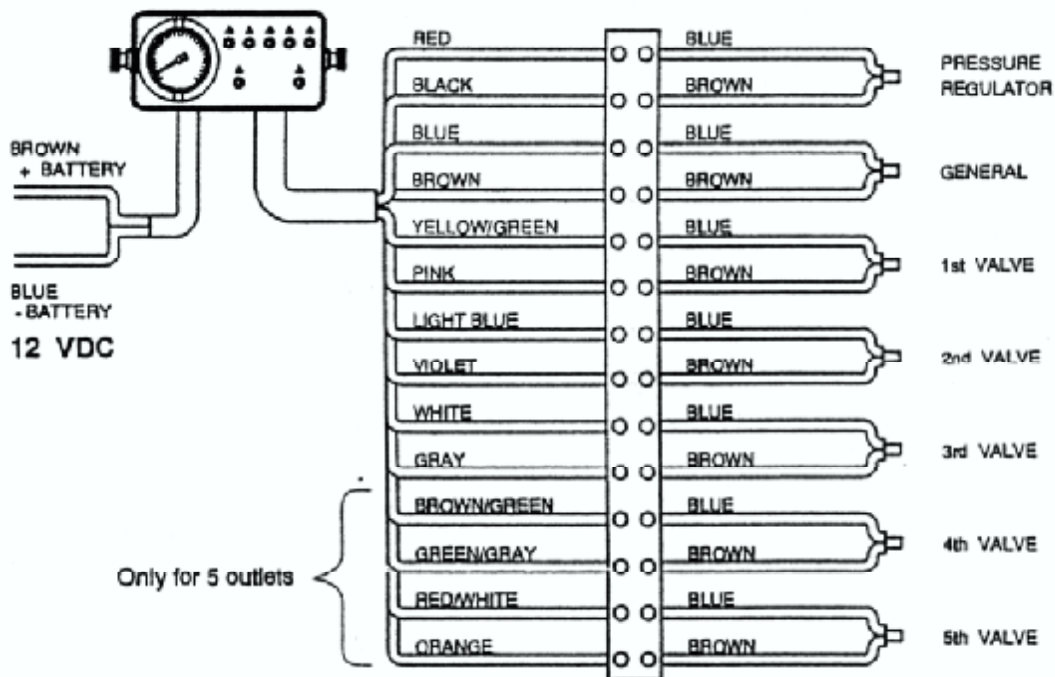 RED
BLUE
BLACK
BROWN
PRESSURE
REGULATOR
BLUE
BLUE
BROWN
BROWN
GENERAL
BROWN
+ BATTERY
YELLOW/GREEN
BLUE
PINK
BROWN
1st VALVE
BLUE
- BATTERY
12 VDC
LIGHT BLUE
BLUE
VIOLET
BROWN
2nd VALVE
WHITE
BLUE
GRAY
BROWN
3rd VALVE
BROWN/GREEN
BLUE
GREEN/GRAY
BROWN
4th VALVE
Only for 5 outlets
RED/WHITE
BLUE
ORANGE
BROWN
5th VALVE